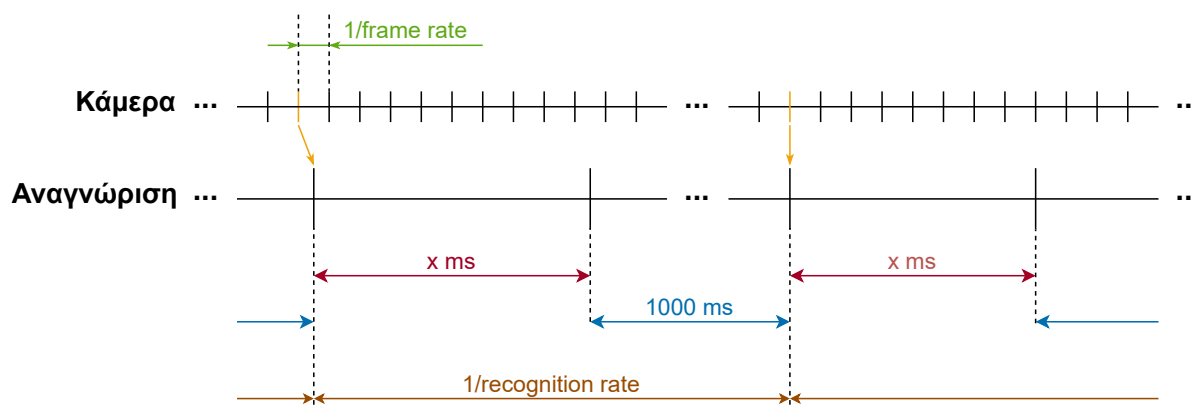 1/frame rate
Κάμερα ... ... ..
Αναγνώριση ... ... ..
x ms x ms
1000 ms
1/recognition rate